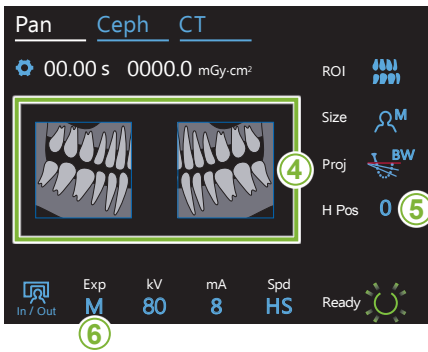 Pan Ceph CT
00.00 s 0000.0 mGy·cm²
ROI
Size M
④
Proj BW
H Pos 0 ⑤
In / Out
Exp kV mA Spd
M 80 8 HS
Ready
⑥